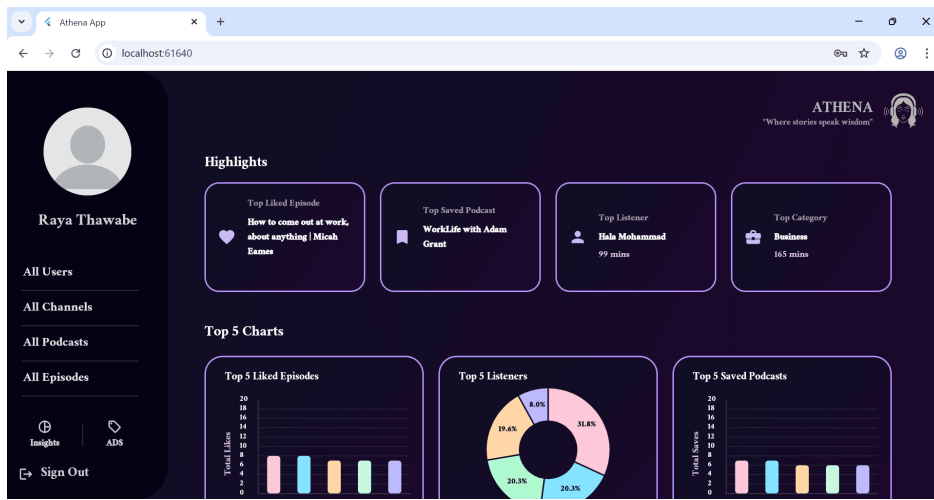 Athena App
localhost:61640
ATHENA
"Where stories speak wisdom"
Raya Thawabe
All Users
All Channels
All Podcasts
All Episodes
Insights
ADS
Sign Out
Highlights
Top Liked Episode
How to come out at work,
about anything | Micah
Eames
Top Saved Podcast
WorkLife with Adam
Grant
Top Listener
Hala Mohammad
99 mins
Top Category
Business
165 mins
Top 5 Charts
Top 5 Liked Episodes
Total Likes
20
18
16
14
12
10
8
6
4
2
0
Top 5 Listeners
8.0%
31.8%
19.6%
20.3%
20.3%
Top 5 Saved Podcasts
Total Saves
20
18
16
14
12
10
8
6
4
2
0